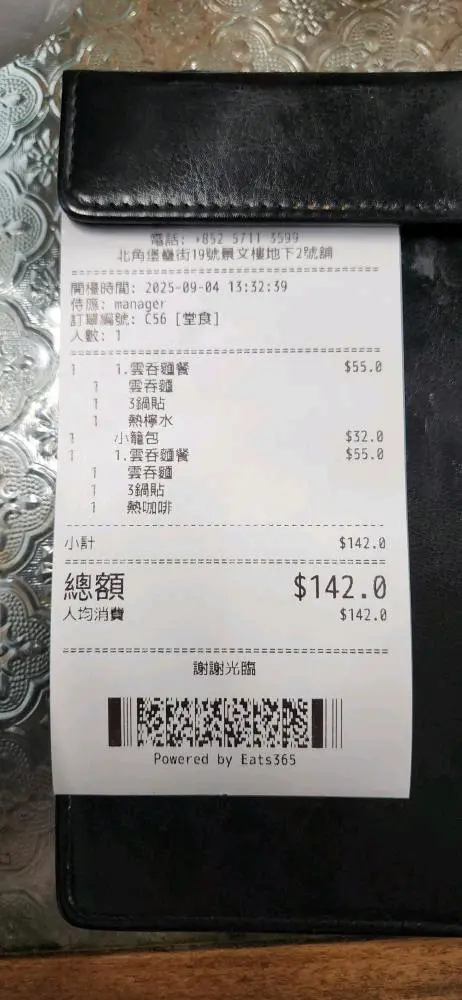 電話: +852 5711 3599
北角堡壘街19號景文樓地下2號舖
開檯時間: 2025-09-04 13:32:39
侍應: manager
訂單編號: C56 [堂食]
人數: 1
1 1.雲吞麵餐 $55.0
1 雲吞麵
1 3鍋貼
1 熱檸水
1 小籠包 $32.0
1 1.雲吞麵餐 $55.0
1 雲吞麵
1 3鍋貼
1 熱咖啡
小計 $142.0
總額 $142.0
人均消費 $142.0
謝謝光臨
Powered by Eats365